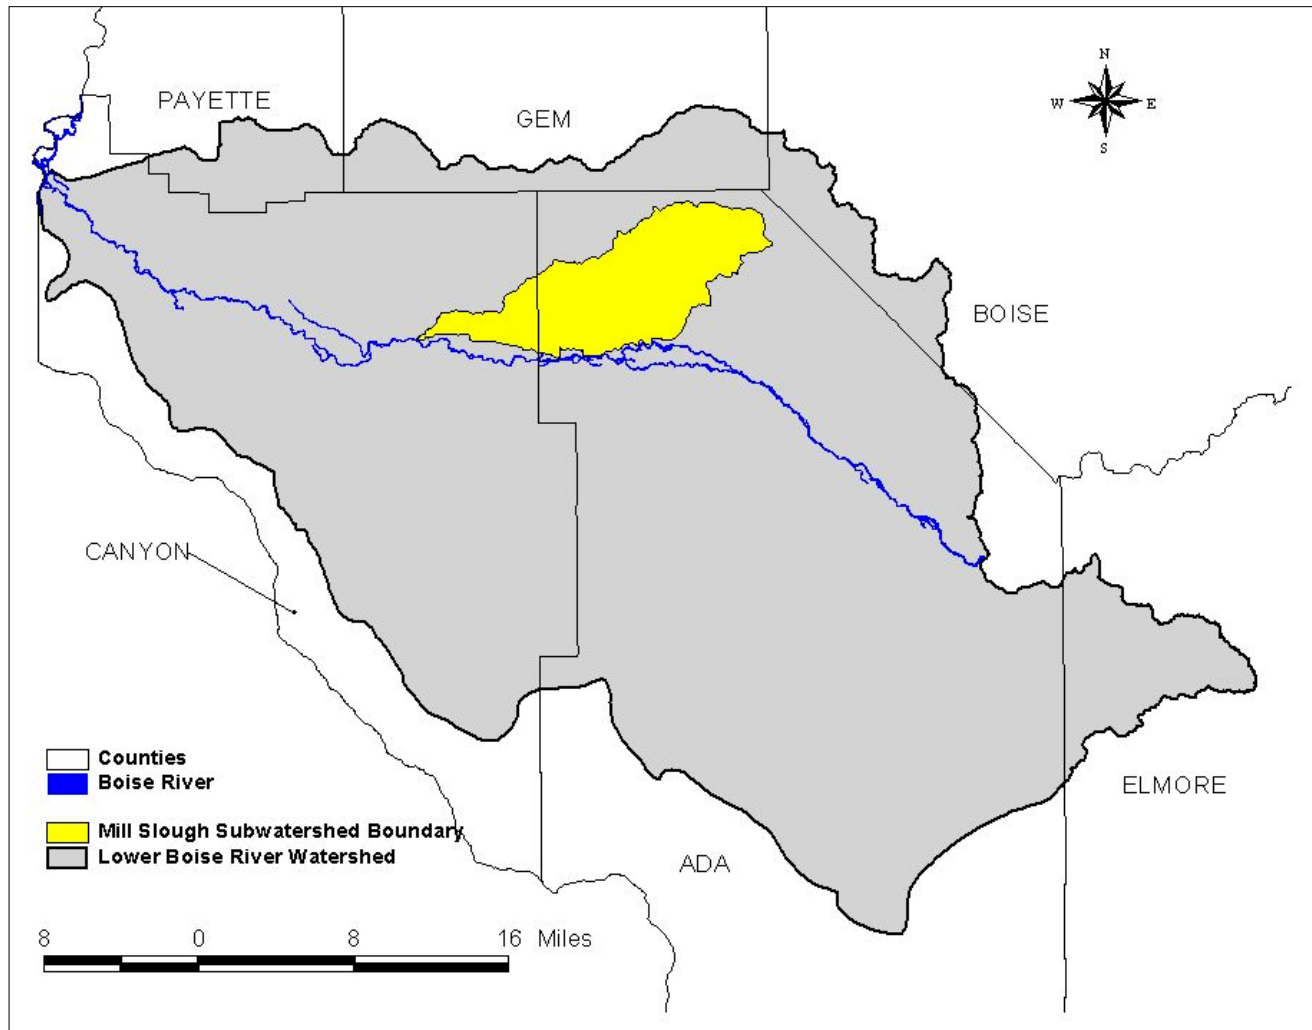 N
W E
S
PAYETTE
GEM
BOISE
CANYON
ELMORE
ADA
Counties
Boise River
Mill Slough Subwatershed Boundary
Lower Boise River Watershed
8 0 8 16 Miles